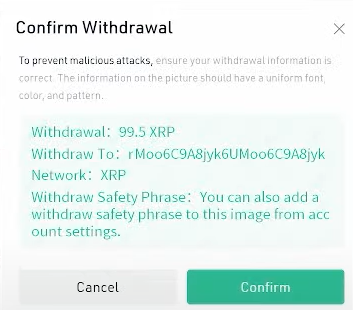 Confirm Withdrawal
To prevent malicious attacks, ensure your withdrawal information is
correct. The information on the picture should have a uniform font,
color, and pattern.
Withdrawal: 99.5 XRP
Withdraw To: rMoo6C9A8jyk6UMoo6C9A8jyk
Network: XRP
Withdraw Safety Phrase: You can also add a
withdraw safety phrase to this image from acc
ount settings.
Cancel
Confirm